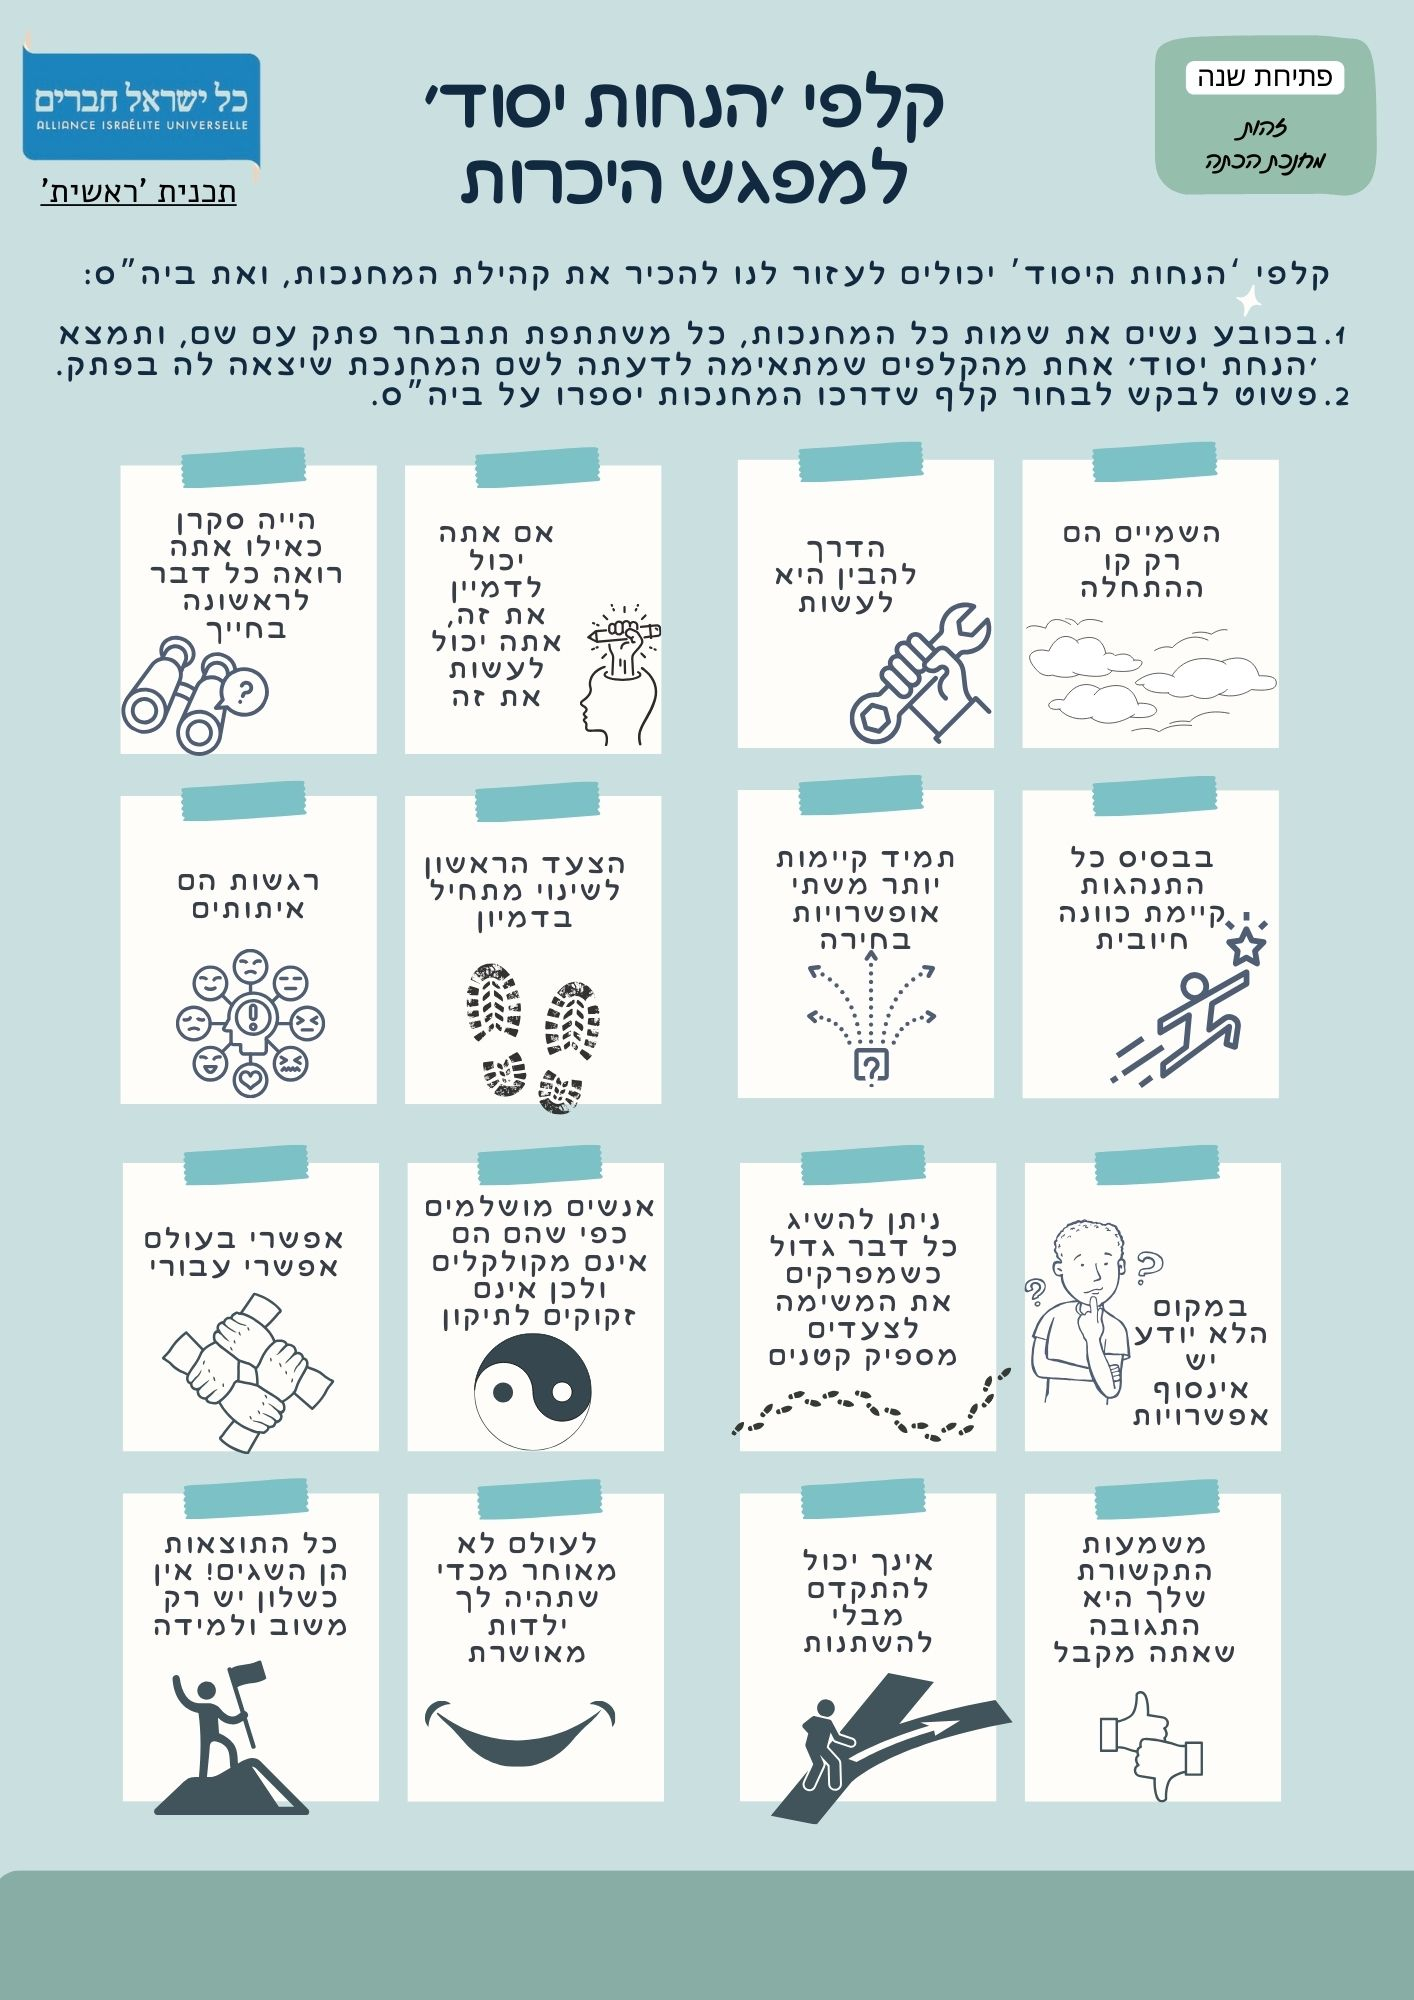 פתיחת שנה
זהות
מחנכת הכתה
כל ישראל חברים
ALLIANCE ISRAÉLITE UNIVERSELLE
תכנית 'ראשית'
קלפי 'הנחות יסוד'
למפגש היכרות
קלפי 'הנחות היסוד' יכולים לעזור לנו להכיר את קהילת המחנכות, ואת ביה"ס:
1. בכובע נשים את שמות כל המחנכות, כל משתתפת תתבחר פתק עם שם, ותמצא
'הנחת יסוד' אחת מהקלפים שמתאימה לדעתה לשם המחנכת שיצאה לה בפתק.
2. פשוט לבקש לבחור קלף שדרכו המחנכות יספרו על ביה"ס.
השמיים הם
רק קו
ההתחלה
הדרך
להבין היא
לעשות
אם אתה
יכול
לדמיין
את זה,
אתה יכול
לעשות
את זה
הייה סקרן
כאילו אתה
רואה כל דבר
לראשונה
בחייך
?
בבסיס כל
התנהגות
קיימת כוונה
חיובית
תמיד קיימות
יותר משתי
אופשרויות
בחירה
?
הצעד הראשון
לשינוי מתחיל
בדמיון
רגשות הם
איתותים
!
?
?
במקום
הלא יודע
יש
אינסוף
אפשרויות
ניתן להשיג
כל דבר גדול
כשמפרקים
את המשימה
לצעדים
מספיק קטנים
אנשים מושלמים
כפי שהם הם
אינם מקולקלים
ולכן אינם
זקוקים לתיקון
אפשרי בעולם
אפשרי עבורי
משמעות
התקשורת
שלך היא
התגובה
שאתה מקבל
אינך יכול
להתקדם
מבלי
להשתנות
לעולם לא
מאוחר מכדי
שתהיה לך
ילדות
מאושרת
כל התוצאות
הן השגים! אין
כשלון יש רק
משוב ולמידה